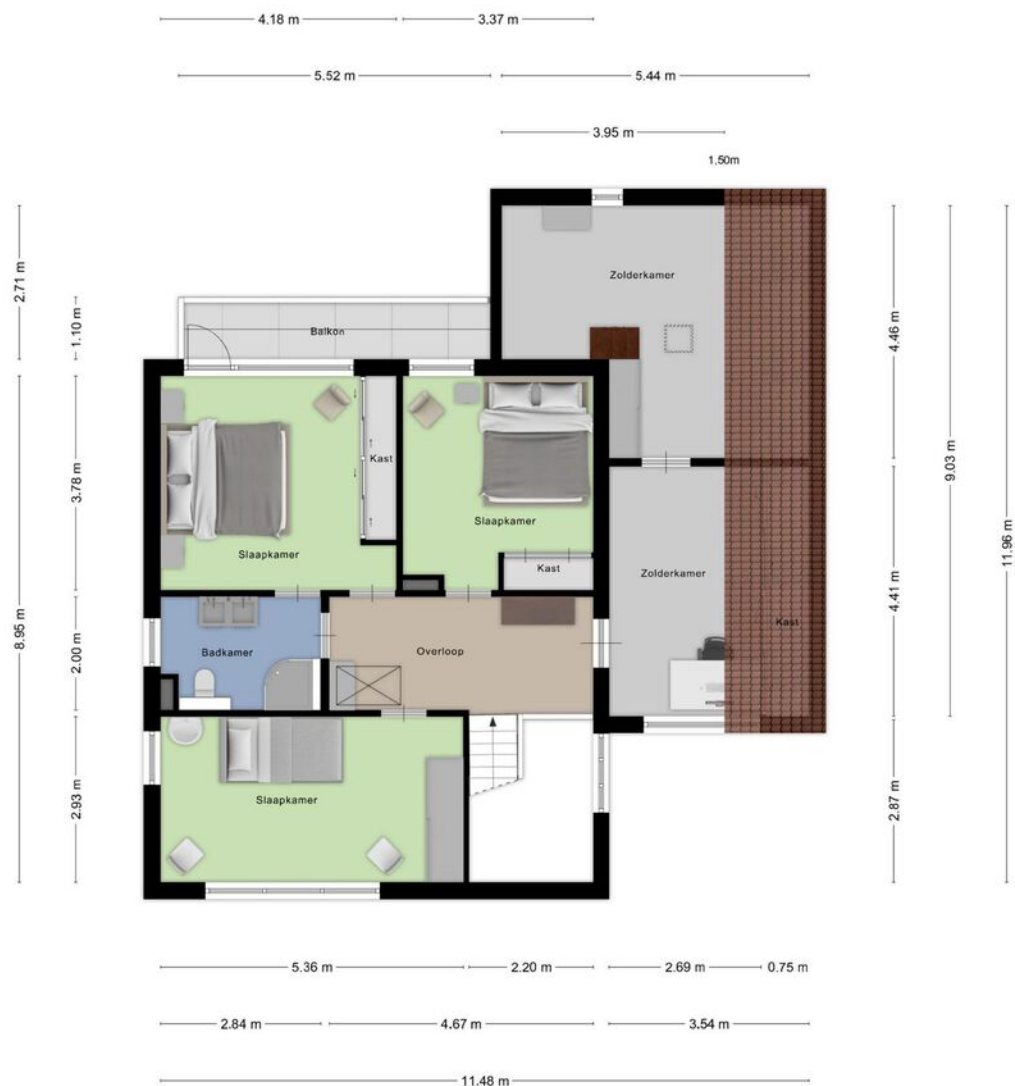 4.18 m
3.37 m
5.52 m
5.44 m
3.95 m
1.50m
2.71 m
1.10 m
3.78 m
8.95 m
2.00 m
2.93 m
Zolderkamer
Balkon
Kast
Slaapkamer
Slaapkamer
Kast
Zolderkamer
Kast
Badkamer
Overloop
Slaapkamer
4.46 m
9.03 m
11.96 m
4.41 m
2.87 m
5.36 m
2.20 m
2.69 m
0.75 m
2.84 m
4.67 m
3.54 m
11.48 m